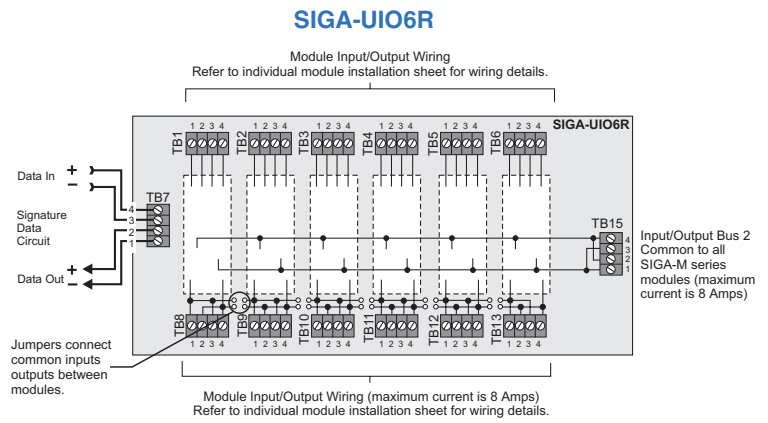 SIGA-UIO6R
Module Input/Output Wiring
Refer to individual module installation sheet for wiring details.
SIGA-UIO6R
1 2 3 4
1 2 3 4
1 2 3 4
1 2 3 4
1 2 3 4
1 2 3 4
TB1
TB2
TB3
TB4
TB5
TB6
Data In
+
−
TB7
4
3
2
1
Signature
Data
Circuit
Data Out
+
−
TB15
4
3
2
1
Input/Output Bus 2
Common to all
SIGA-M series
modules (maximum
current is 8 Amps)
TB8
TB9
TB10
TB11
TB12
TB13
1 2 3 4
1 2 3 4
1 2 3 4
1 2 3 4
1 2 3 4
1 2 3 4
Jumpers connect
common inputs
outputs between
modules.
Module Input/Output Wiring (maximum current is 8 Amps)
Refer to individual module installation sheet for wiring details.